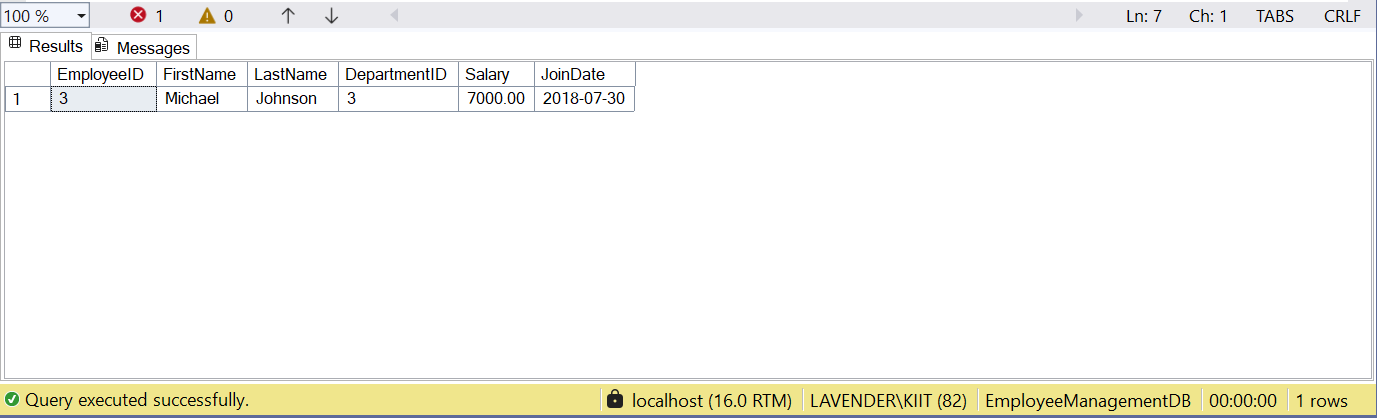 100 % 1 0 Ln: 7 Ch: 1 TABS CRLF
Results Messages
EmployeeID FirstName LastName DepartmentID Salary JoinDate
1 3 Michael Johnson 3 7000.00 2018-07-30
Query executed successfully. localhost (16.0 RTM) LAVENDER\KIIT (82) EmployeeManagementDB 00:00:00 1 rows